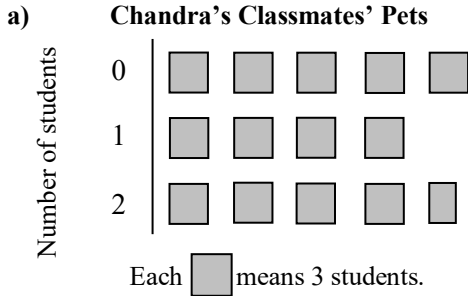 a) Chandra’s Classmates’ Pets
Number of students
0
1
2
Each means 3 students.